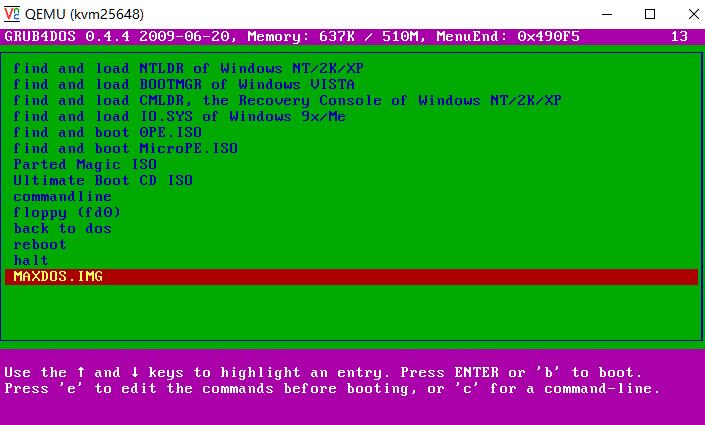 QEMU (kvm25648)
GRUB4DOS 0.4.4 2009-06-20, Memory: 637K / 510M, MenuEnd: 0x490F5 13
find and load NTLDR of Windows NT/2K/XP
find and load BOOTMGR of Windows VISTA
find and load CMLDR, the Recovery Console of Windows NT/2K/XP
find and load IO.SYS of Windows 9x/Me
find and boot 0PE.ISO
find and boot MicroPE.ISO
Parted Magic ISO
Ultimate Boot CD ISO
commandline
floppy (fd0)
back to dos
reboot
halt
MAXDOS.IMG
Use the ↑ and ↓ keys to highlight an entry. Press ENTER or 'b' to boot.
Press 'e' to edit the commands before booting, or 'c' for a command-line.